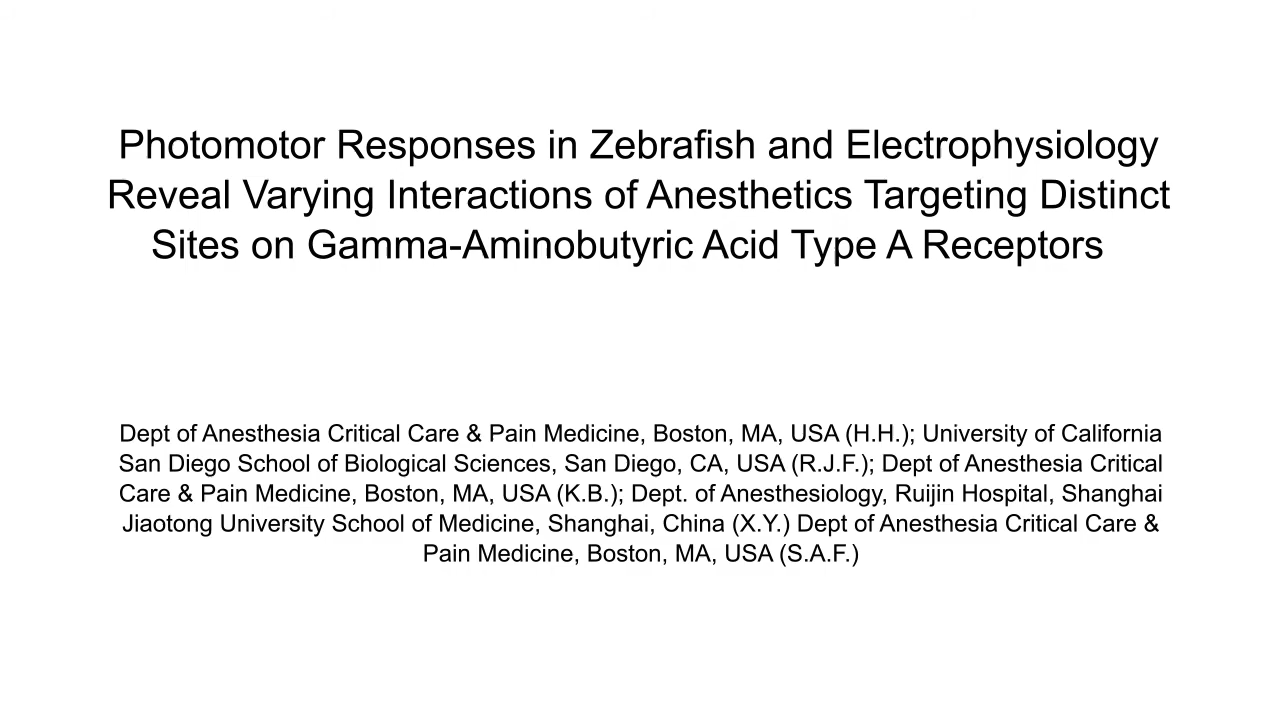 Photomotor Responses in Zebrafish and Electrophysiology
Reveal Varying Interactions of Anesthetics Targeting Distinct
Sites on Gamma-Aminobutyric Acid Type A Receptors
Dept of Anesthesia Critical Care & Pain Medicine, Boston, MA, USA (H.H.); University of California
San Diego School of Biological Sciences, San Diego, CA, USA (R.J.F.); Dept of Anesthesia Critical
Care & Pain Medicine, Boston, MA, USA (K.B.); Dept. of Anesthesiology, Ruijin Hospital, Shanghai
Jiaotong University School of Medicine, Shanghai, China (X.Y.) Dept of Anesthesia Critical Care &
Pain Medicine, Boston, MA, USA (S.A.F.)